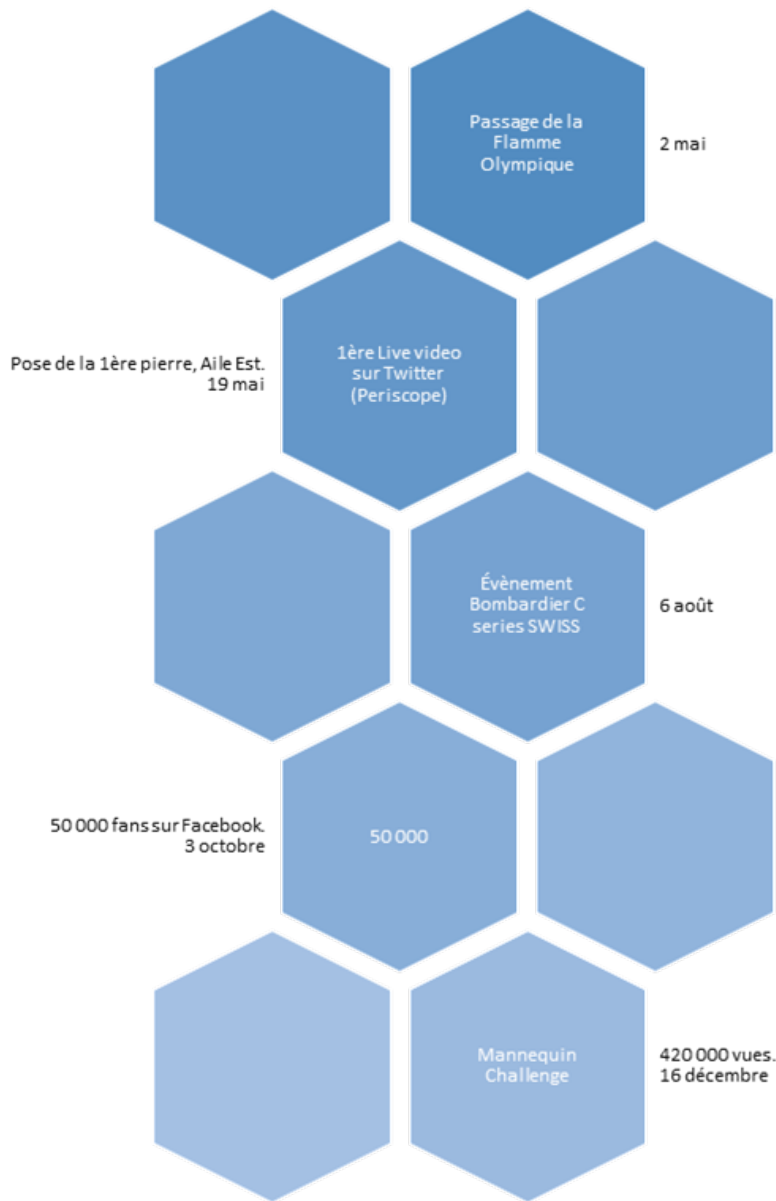 Passage de la
Flamme
Olympique
2 mai
Pose de la 1ère pierre, Aile Est.
19 mai
1ère Live video
sur Twitter
(Periscope)
Évènement
Bombardier C
series SWISS
6 août
50 000 fans sur Facebook.
3 octobre
50 000
Mannequin
Challenge
420 000 vues.
16 décembre